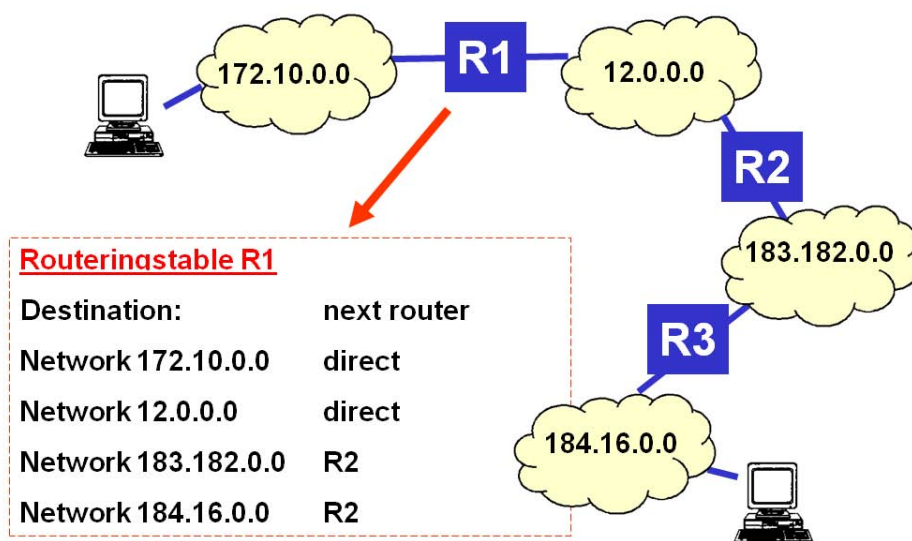 172.10.0.0
R1
12.0.0.0
R2
183.182.0.0
R3
184.16.0.0
Routeringstable R1
Destination: next router
Network 172.10.0.0 direct
Network 12.0.0.0 direct
Network 183.182.0.0 R2
Network 184.16.0.0 R2